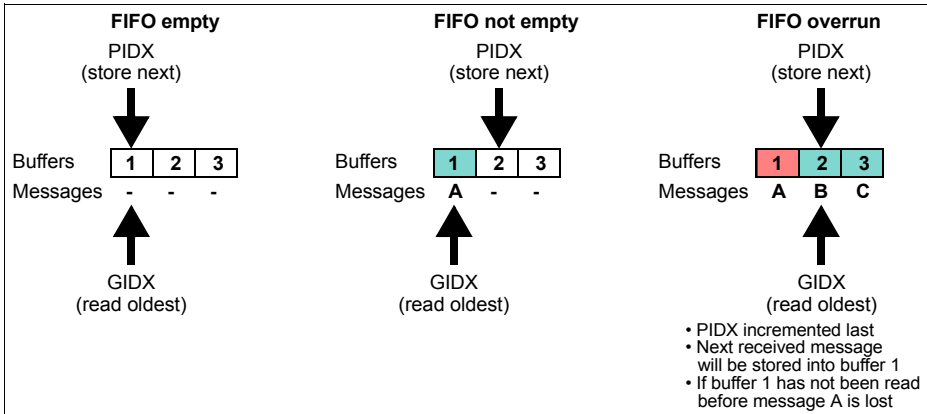 FIFO empty
PIDX
(store next)
Buffers 1 2 3
Messages - - -
GIDX
(read oldest)
FIFO not empty
PIDX
(store next)
Buffers 1 2 3
Messages A - -
GIDX
(read oldest)
FIFO overrun
PIDX
(store next)
Buffers 1 2 3
Messages A B C
GIDX
(read oldest)
• PIDX incremented last
• Next received message
will be stored into buffer 1
• If buffer 1 has not been read
before message A is lost